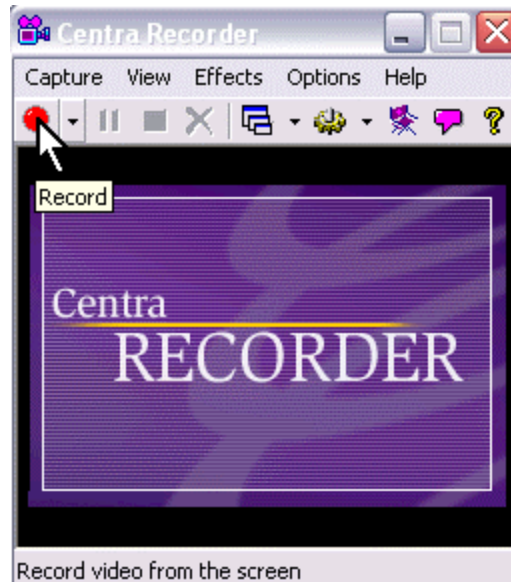 Centra Recorder
Capture View Effects Options Help
Record
Centra
RECORDER
Record video from the screen